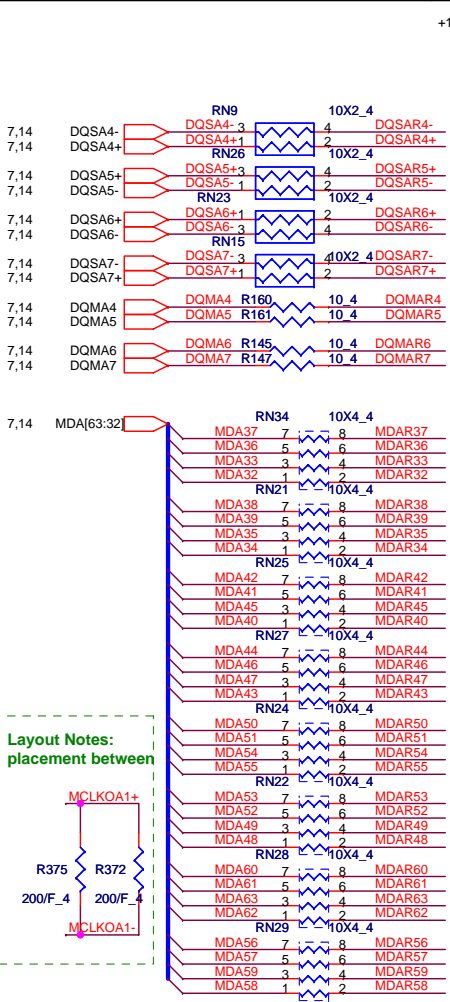 +1
RN9 10X2_4
7,14 DQSA4- DQSA4- 3 4 DQSAR4-
7,14 DQSA4+ DQSA4+ 1 2 DQSAR4+
RN26 10X2_4
7,14 DQSA5+ DQSA5+ 3 4 DQSAR5+
7,14 DQSA5- DQSA5- 1 2 DQSAR5-
RN23 10X2_4
7,14 DQSA6+ DQSA6+ 1 2 DQSAR6+
7,14 DQSA6- DQSA6- 3 4 DQSAR6-
RN15
7,14 DQSA7- DQSA7- 3 4 10X2_4 DQSAR7-
7,14 DQSA7+ DQSA7+ 1 2 DQSAR7+
7,14 DQMA4 DQMA4 R160 10_4 DQMAR4
7,14 DQMA5 DQMA5 R161 10_4 DQMAR5
7,14 DQMA6 DQMA6 R145 10_4 DQMAR6
7,14 DQMA7 DQMA7 R147 10_4 DQMAR7
7,14 MDA[63:32]
RN34 10X4_4
MDA37 7 8 MDAR37
MDA36 5 6 MDAR36
MDA33 3 4 MDAR33
MDA32 1 2 MDAR32
RN21 10X4_4
MDA38 7 8 MDAR38
MDA39 5 6 MDAR39
MDA35 3 4 MDAR35
MDA34 1 2 MDAR34
RN25 10X4_4
MDA42 7 8 MDAR42
MDA41 5 6 MDAR41
MDA45 3 4 MDAR45
MDA40 1 2 MDAR40
RN27 10X4_4
MDA44 7 8 MDAR44
MDA46 5 6 MDAR46
MDA47 3 4 MDAR47
MDA43 1 2 MDAR43
RN24 10X4_4
MDA50 7 8 MDAR50
MDA51 5 6 MDAR51
MDA54 3 4 MDAR54
MDA55 1 2 MDAR55
RN22 10X4_4
MDA53 7 8 MDAR53
MDA52 5 6 MDAR52
MDA49 3 4 MDAR49
MDA48 1 2 MDAR48
RN28 10X4_4
MDA60 7 8 MDAR60
MDA61 5 6 MDAR61
MDA63 3 4 MDAR63
MDA62 1 2 MDAR62
RN29 10X4_4
MDA56 7 8 MDAR56
MDA57 5 6 MDAR57
MDA59 3 4 MDAR59
MDA58 1 2 MDAR58
Layout Notes:
placement between
MCLKOA1+
R375 R372
200/F_4 200/F_4
MCLKOA1-